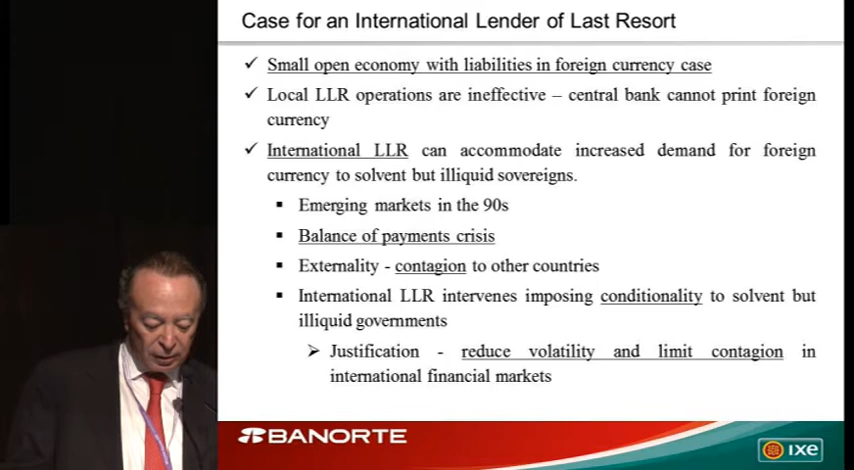 Case for an International Lender of Last Resort
✓ Small open economy with liabilities in foreign currency case
✓ Local LLR operations are ineffective – central bank cannot print foreign
currency
✓ International LLR can accommodate increased demand for foreign
currency to solvent but illiquid sovereigns.
▪ Emerging markets in the 90s
▪ Balance of payments crisis
▪ Externality - contagion to other countries
▪ International LLR intervenes imposing conditionality to solvent but
illiquid governments
➢ Justification - reduce volatility and limit contagion in
international financial markets
BANORTE
ixe